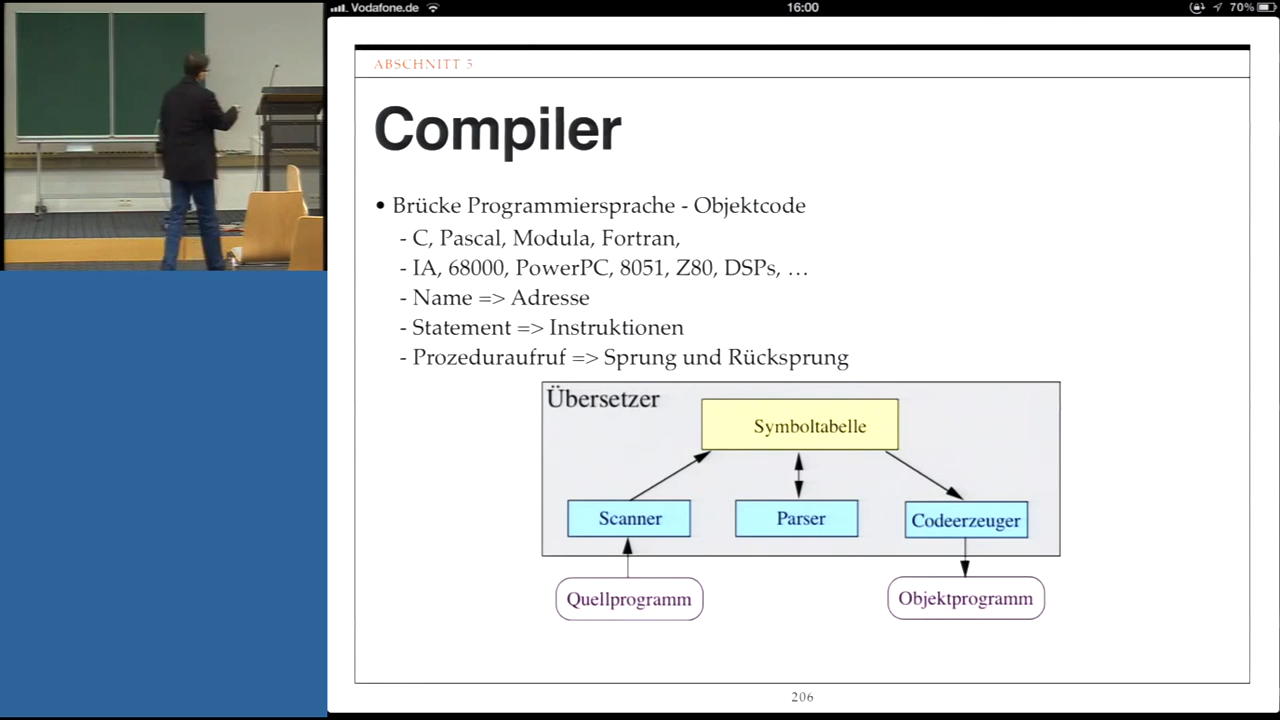 Vodafone.de
16:00
70%
ABSCHNITT 5
Compiler
• Brücke Programmiersprache - Objektcode
- C, Pascal, Modula, Fortran,
- IA, 68000, PowerPC, 8051, Z80, DSPs, …
- Name => Adresse
- Statement => Instruktionen
- Prozeduraufruf => Sprung und Rücksprung
Übersetzer
Symboltabelle
Scanner
Parser
Codeerzeuger
Quellprogramm
Objektprogramm
206